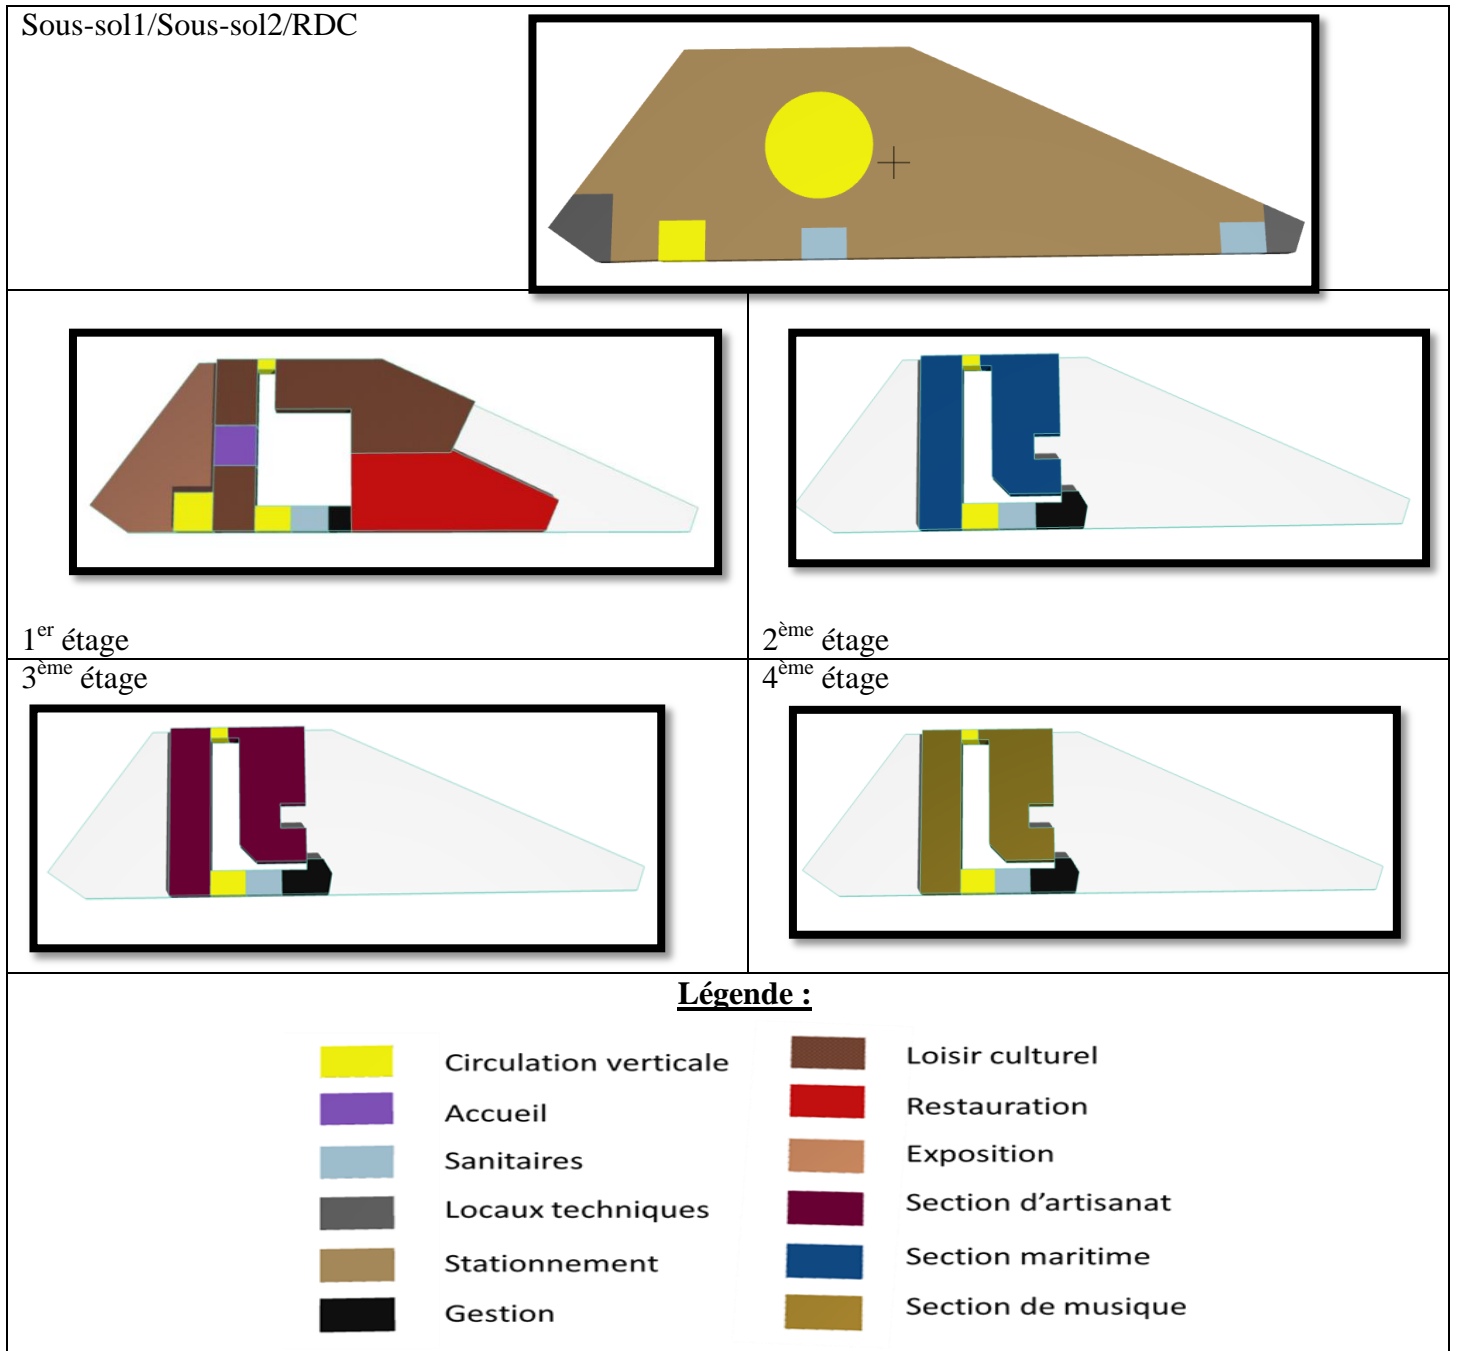 Sous-sol1/Sous-sol2/RDC
1er étage
2ème étage
3ème étage
4ème étage
Légende :
Circulation verticale
Accueil
Sanitaires
Locaux techniques
Stationnement
Gestion
Loisir culturel
Restauration
Exposition
Section d’artisanat
Section maritime
Section de musique